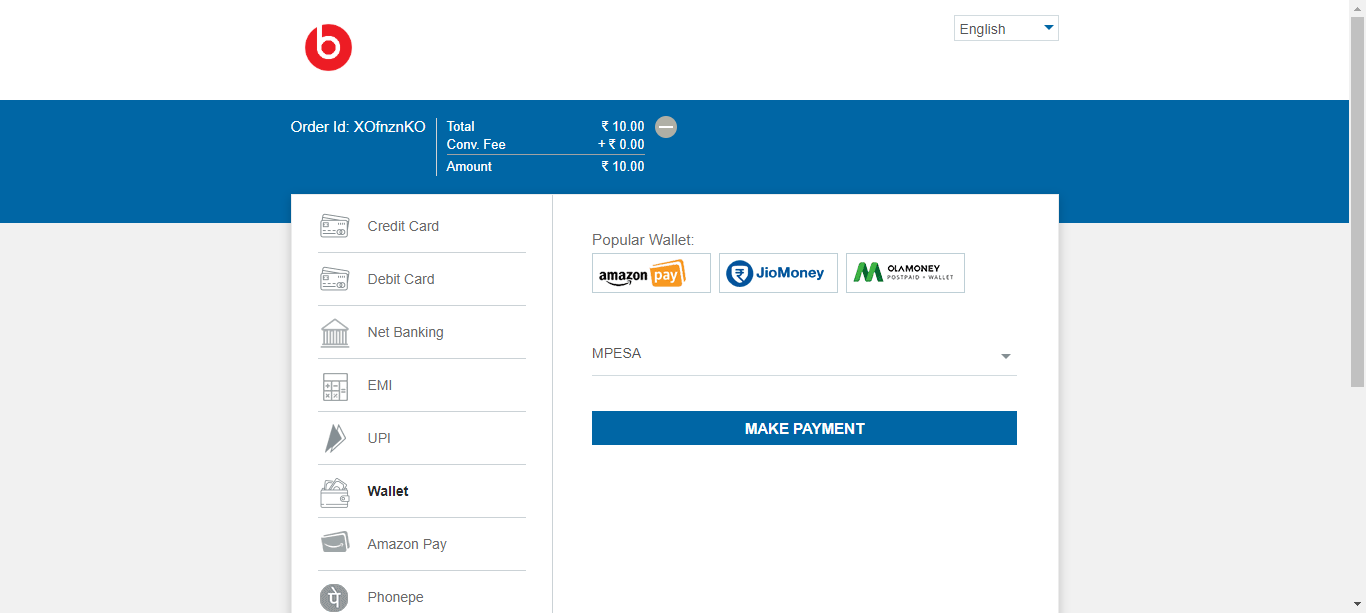 b
English
Order Id: XOfnznKO
Total ₹ 10.00
Conv. Fee + ₹ 0.00
Amount ₹ 10.00
Credit Card
Debit Card
Net Banking
EMI
UPI
Wallet
Amazon Pay
पे Phonepe
Popular Wallet:
amazon pay
₹ JioMoney
OLAMONEY
POSTPAID + WALLET
MPESA
MAKE PAYMENT